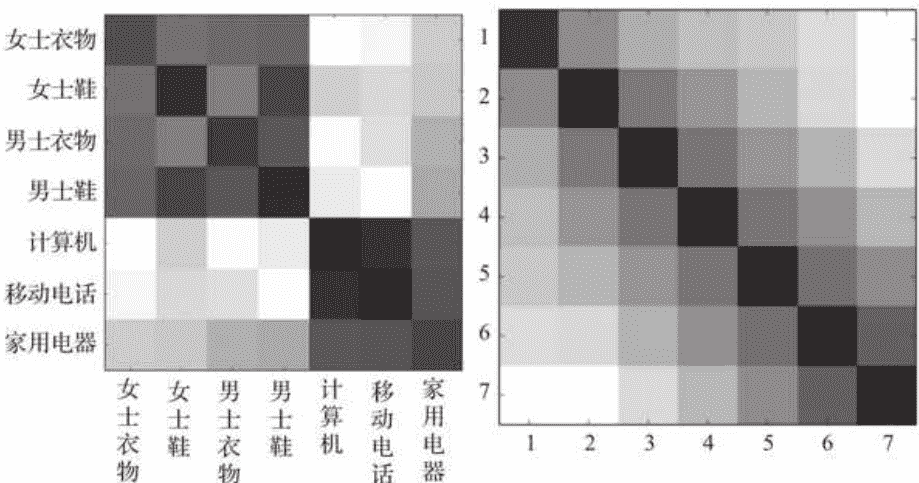 女士衣物
女士鞋
男士衣物
男士鞋
计算机
移动电话
家用电器
女士衣物
女士鞋
男士衣物
男士鞋
计算机
移动电话
家用电器
1
2
3
4
5
6
7
1 2 3 4 5 6 7